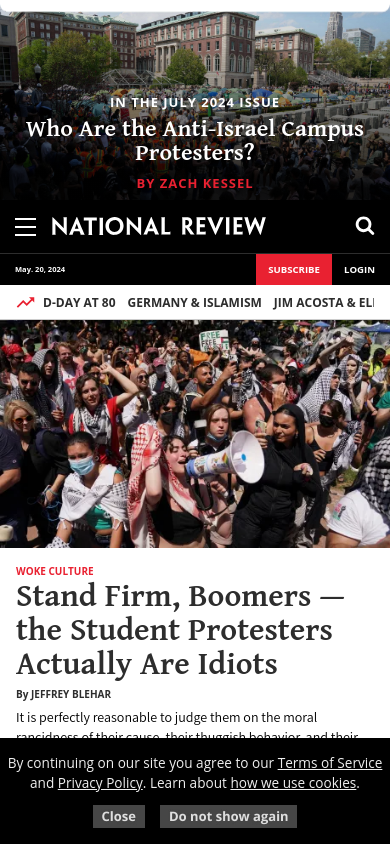 IN THE JULY 2024 ISSUE
Who Are the Anti-Israel Campus
Protesters?
BY ZACH KESSEL
NATIONAL REVIEW
May. 20, 2024
SUBSCRIBE
LOGIN
D-DAY AT 80 GERMANY & ISLAMISM JIM ACOSTA & ELI
FREE
WOKE CULTURE
Stand Firm, Boomers —
the Student Protesters
Actually Are Idiots
By JEFFREY BLEHAR
It is perfectly reasonable to judge them on the moral
rancidness of their cause, their thuggish behavior, and their
By continuing on our site you agree to our Terms of Service
and Privacy Policy. Learn about how we use cookies.
Close
Do not show again